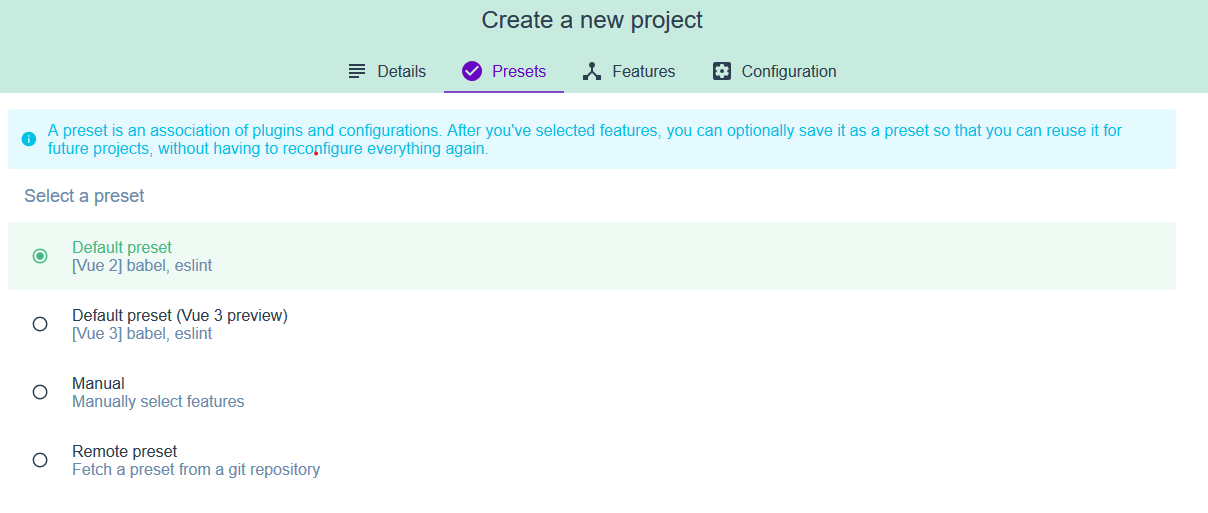 Create a new project
Details
Presets
Features
Configuration
A preset is an association of plugins and configurations. After you've selected features, you can optionally save it as a preset so that you can reuse it for
future projects, without having to reconfigure everything again.
Select a preset
Default preset
[Vue 2] babel, eslint
Default preset (Vue 3 preview)
[Vue 3] babel, eslint
Manual
Manually select features
Remote preset
Fetch a preset from a git repository